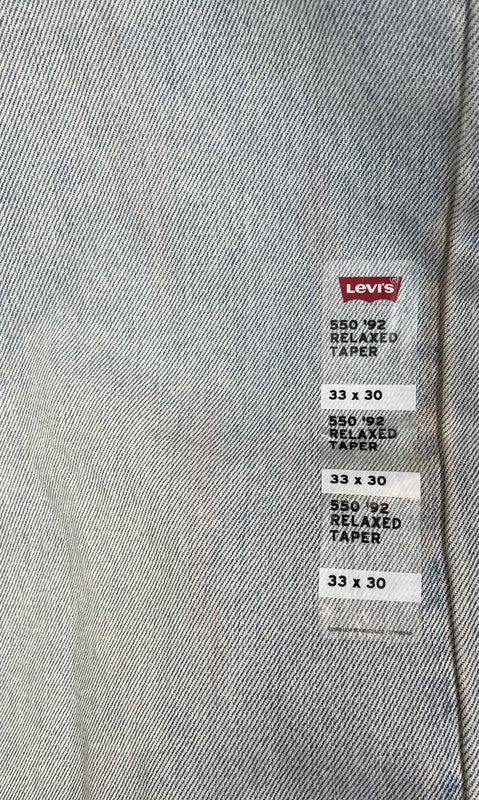 Levi's
550 '92
RELAXED
TAPER
33 x 30
550 '92
RELAXED
TAPER
33 x 30
550 '92
RELAXED
TAPER
33 x 30